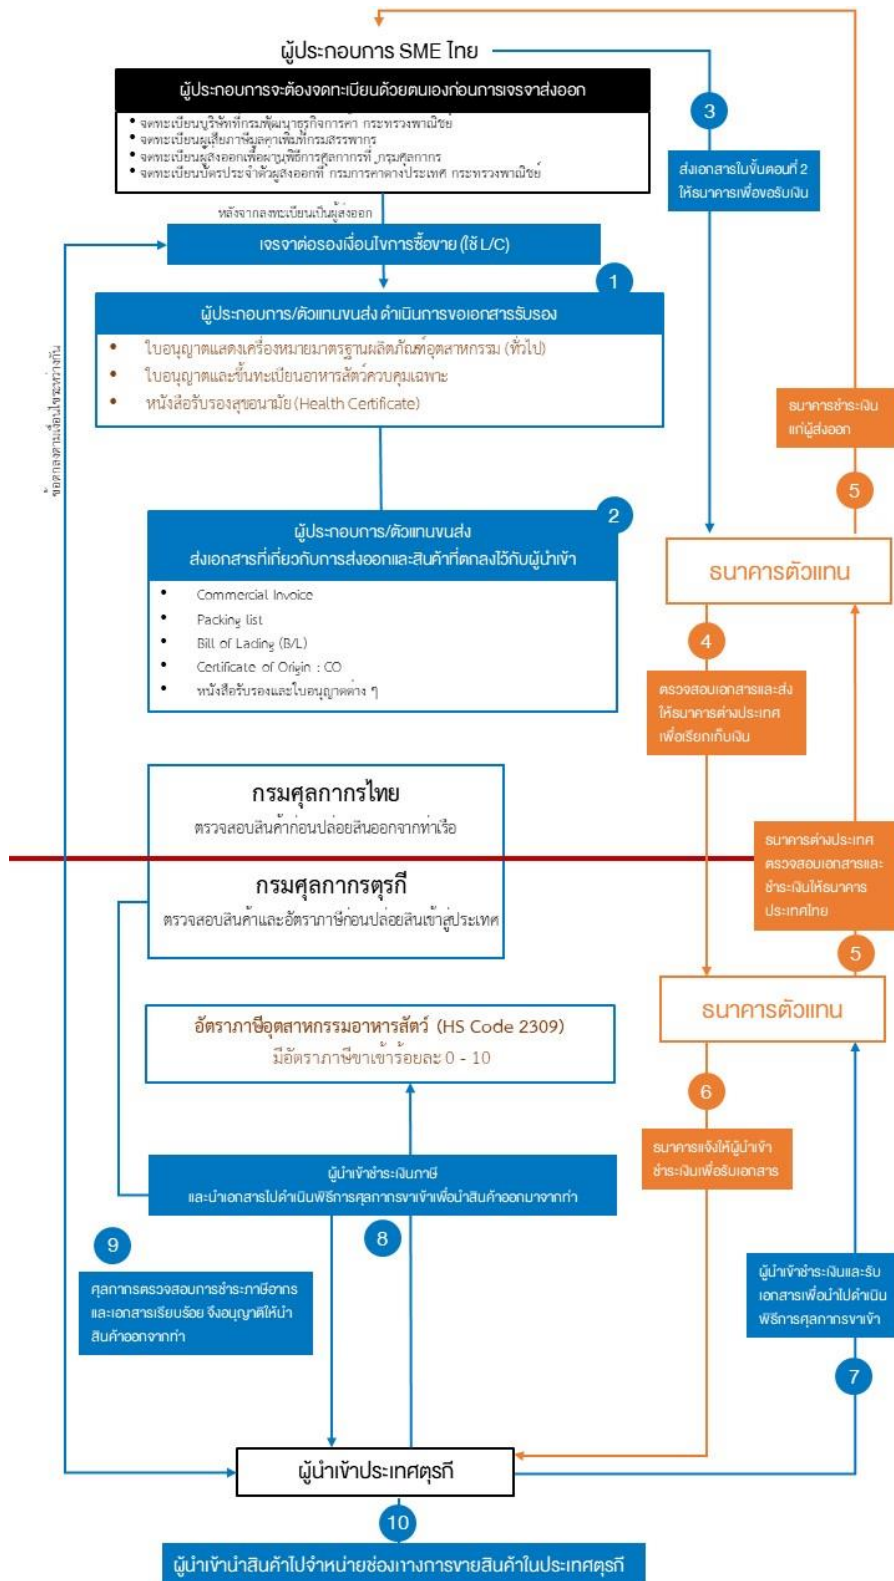 ผู้ประกอบการ SME ไทย
ผู้ประกอบการจะต้องจดทะเบียนด้วยตนเองก่อนการเจรจาส่งออก
• จดทะเบียนบริษัทที่กรมพัฒนาธุรกิจการค้า กระทรวงพาณิชย์
• จดทะเบียนผู้เสียภาษีมูลค่าเพิ่มที่กรมสรรพากร
• จดทะเบียนผู้ส่งออกเพื่อผ่านพิธีการศุลกากรที่ กรมศุลกากร
• จดทะเบียนบัตรประจำตัวผู้ส่งออกที่ กรมการค้าต่างประเทศ กระทรวงพาณิชย์
3
ส่งเอกสารในขั้นตอนที่ 2
ให้ธนาคารเพื่อขอรับเงิน
หลังจากลงทะเบียนเป็นผู้ส่งออก
เจรจาต่อรองเงื่อนไขการซื้อขาย (ใช้ L/C)
1
ผู้ประกอบการ/ตัวแทนขนส่ง ดำเนินการขอเอกสารรับรอง
• ใบอนุญาตแสดงเครื่องหมายมาตรฐานผลิตภัณฑ์อุตสาหกรรม (ทั่วไป)
• ใบอนุญาตและขึ้นทะเบียนอาหารสัตว์ควบคุมเฉพาะ
• หนังสือรับรองสุขอนามัย (Health Certificate)
ข้อตกลงตามเงื่อนไขระหว่างกัน
ธนาคารชำระเงิน
แก่ผู้ส่งออก
5
2
ผู้ประกอบการ/ตัวแทนขนส่ง
ส่งเอกสารที่เกี่ยวกับการส่งออกและสินค้าที่ตกลงไว้กับผู้นำเข้า
• Commercial Invoice
• Packing list
• Bill of Lading (B/L)
• Certificate of Origin : CO
• หนังสือรับรองและใบอนุญาตต่าง ๆ
ธนาคารตัวแทน
4
ตรวจสอบเอกสารและส่ง
ให้ธนาคารต่างประเทศ
เพื่อเรียกเก็บเงิน
กรมศุลกากรไทย
ตรวจสอบสินค้าก่อนปล่อยสินออกจากท่าเรือ
กรมศุลกากรตุรกี
ตรวจสอบสินค้าและอัตราภาษีก่อนปล่อยสินเข้าสู่ประเทศ
ธนาคารต่างประเทศ
ตรวจสอบเอกสารและ
ชำระเงินให้ธนาคาร
ประเทศไทย
5
ธนาคารตัวแทน
อัตราภาษีอุตสาหกรรมอาหารสัตว์ (HS Code 2309)
มีอัตราภาษีขาเข้าร้อยละ 0 - 10
6
ธนาคารแจ้งให้ผู้นำเข้า
ชำระเงินเพื่อรับเอกสาร
ผู้นำเข้าชำระเงินภาษี
และนำเอกสารไปดำเนินพิธีการศุลกากรขาเข้าเพื่อนำสินค้าออกมาจากท่า
8
9
ศุลกากรตรวจสอบการชำระภาษีอากร
และเอกสารเรียบร้อย จึงอนุญาติให้นำ
สินค้าออกจากท่า
ผู้นำเข้าชำระเงินและรับ
เอกสารเพื่อนำไปดำเนิน
พิธีการศุลกากรขาเข้า
7
ผู้นำเข้าประเทศตุรกี
10
ผู้นำเข้านำสินค้าไปจำหน่ายช่องทางการขายสินค้าในประเทศตุรกี